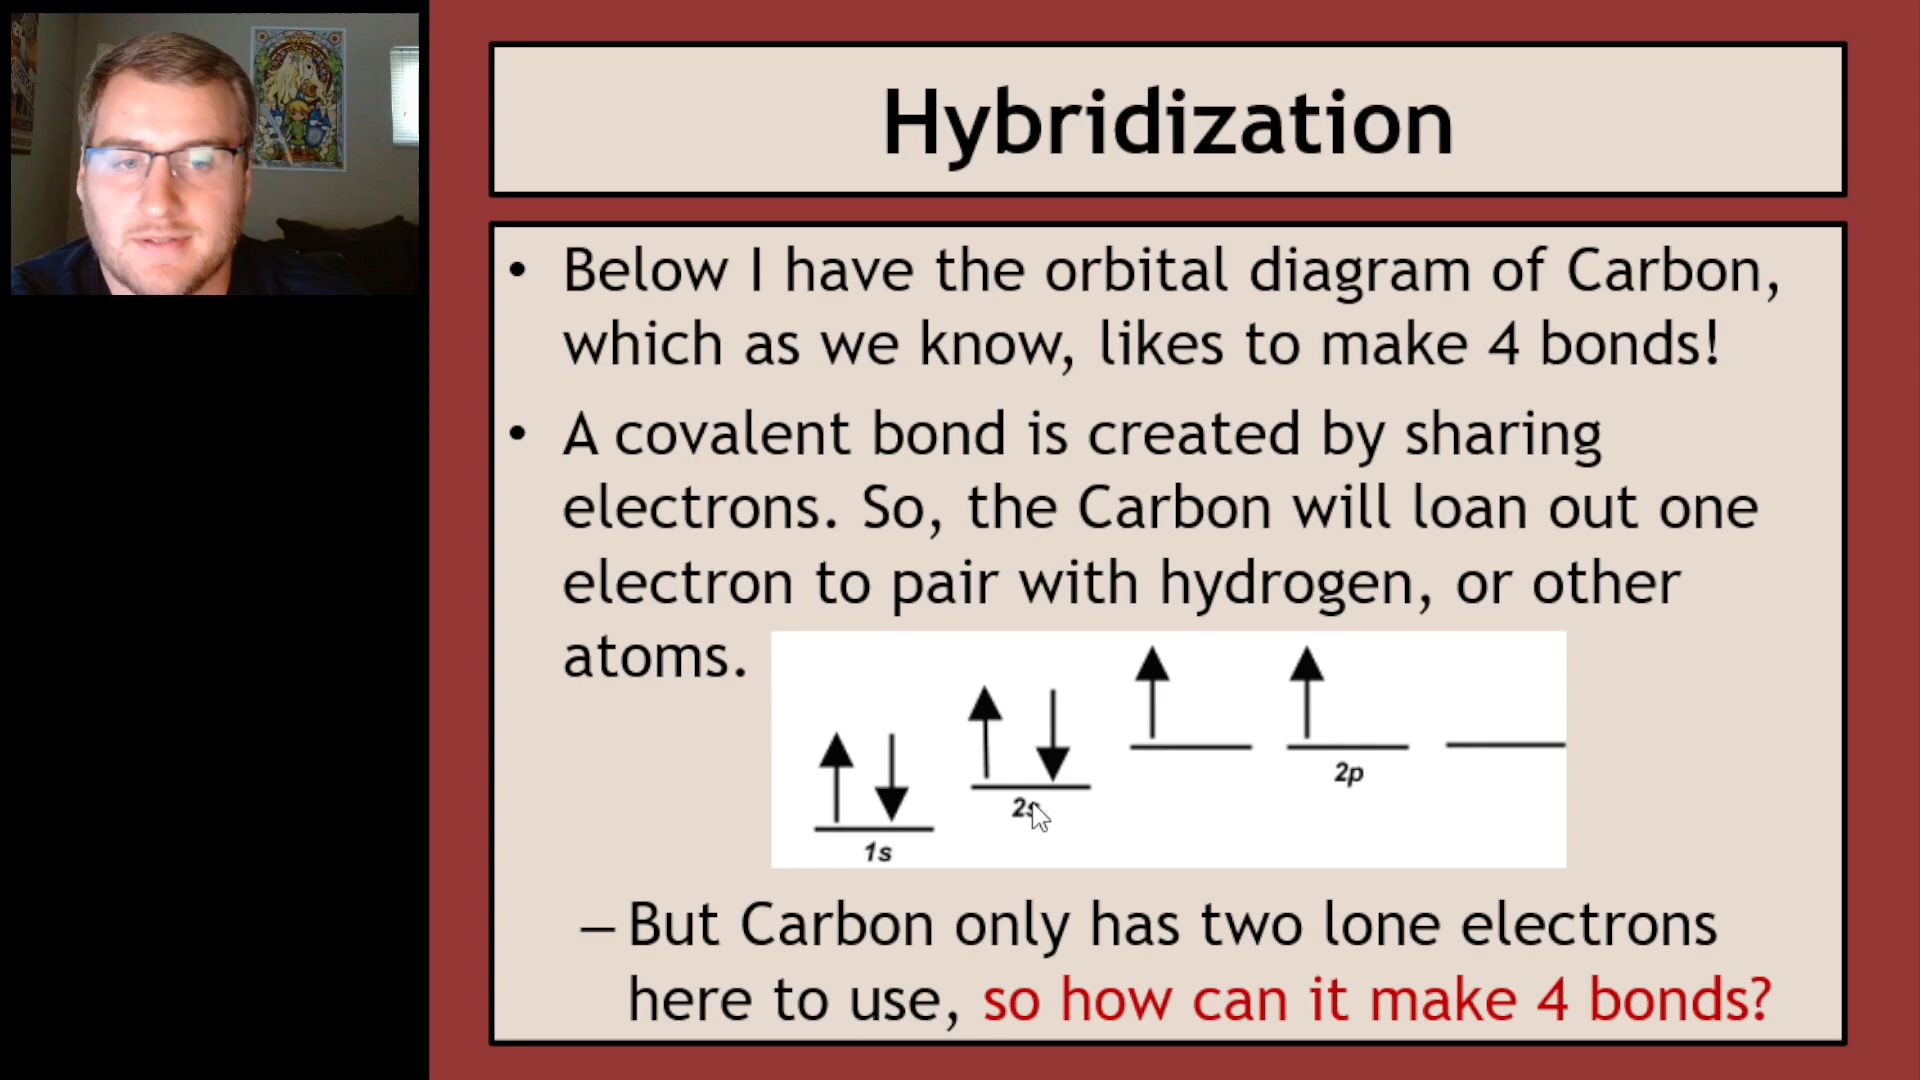 Hybridization
• Below I have the orbital diagram of Carbon,
which as we know, likes to make 4 bonds!
• A covalent bond is created by sharing
electrons. So, the Carbon will loan out one
electron to pair with hydrogen, or other
atoms.
2p
1s
– But Carbon only has two lone electrons
here to use, so how can it make 4 bonds?